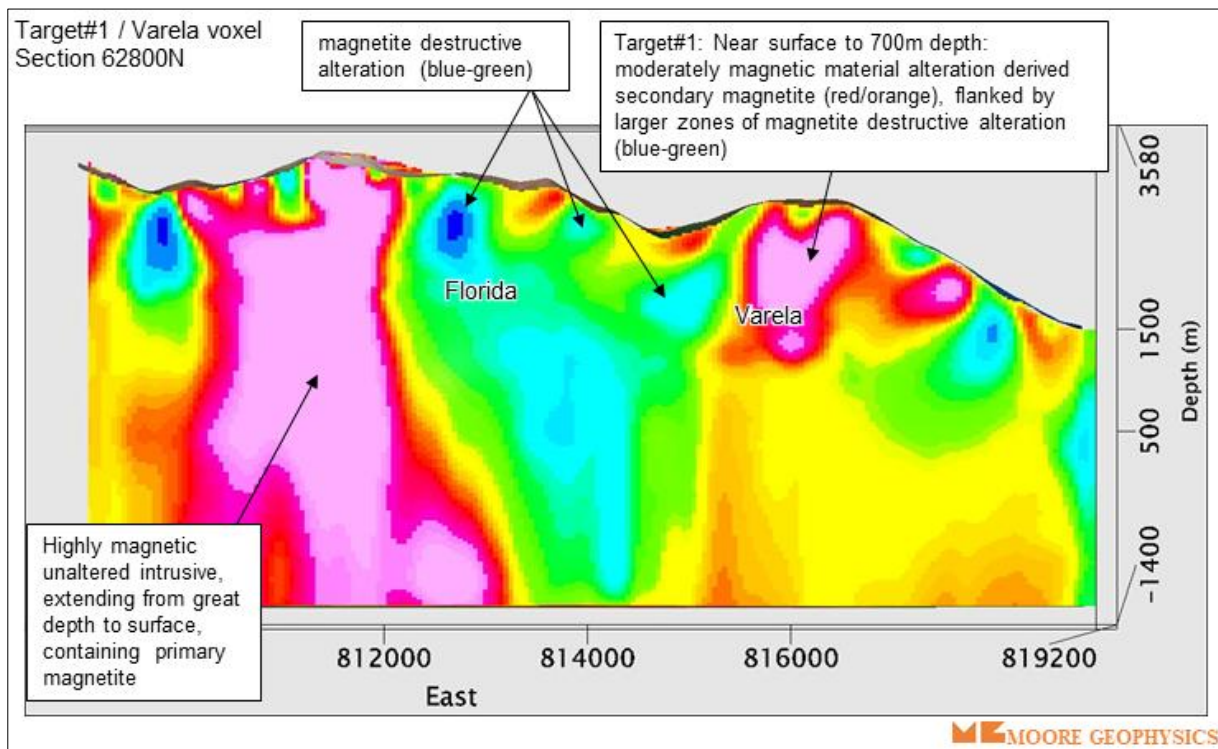 Target#1 / Varela voxel
Section 62800N
magnetite destructive
alteration (blue-green)
Target#1: Near surface to 700m depth:
moderately magnetic material alteration derived
secondary magnetite (red/orange), flanked by
larger zones of magnetite destructive alteration
(blue-green)
3580
Florida
Varela
1500
Depth (m)
500
Highly magnetic
unaltered intrusive,
extending from great
depth to surface,
containing primary
magnetite
-1400
812000
814000
816000
819200
East
MOORE GEOPHYSICS